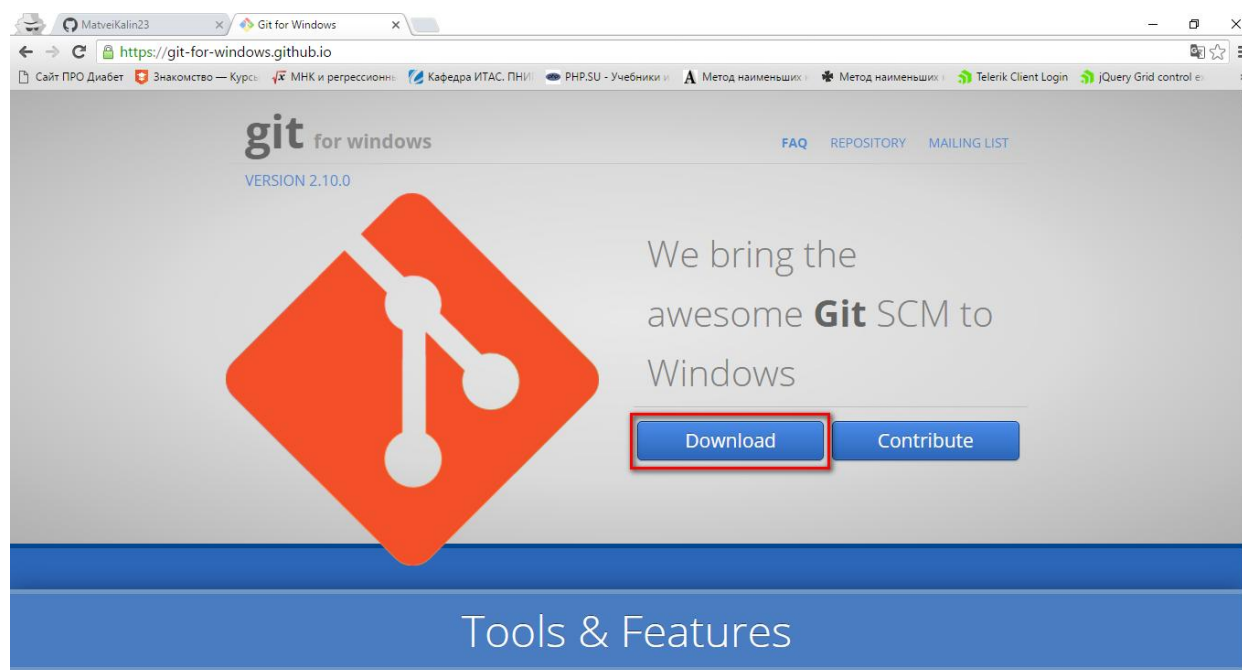 MatveiKalin23
Git for Windows
https://git-for-windows.github.io
Сайт ПРО Диабет
Знакомство — Курсы
МНК и регрессионн
Кафедра ИТАС. ПНИ
PHP.SU - Учебники и
Метод наименьших
Метод наименьших
Telerik Client Login
jQuery Grid control e
git for windows
FAQ REPOSITORY MAILING LIST
VERSION 2.10.0
We bring the
awesome Git SCM to
Windows
Download
Contribute
Tools & Features